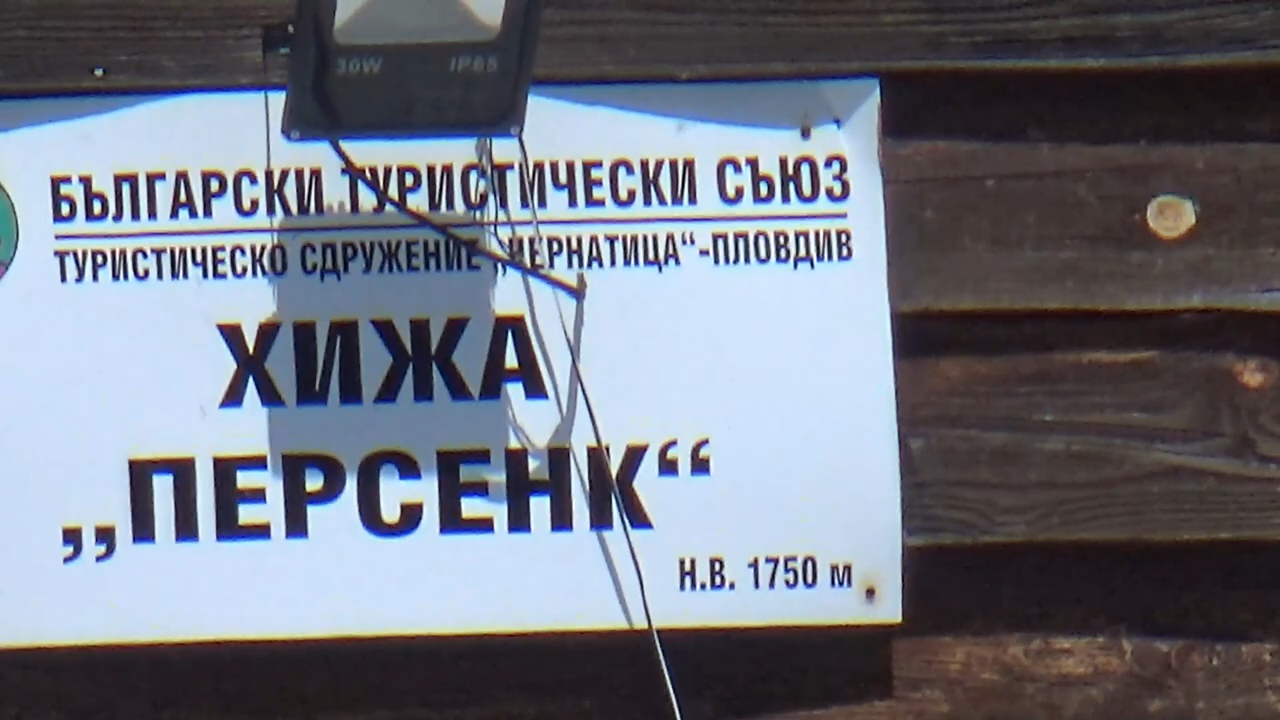 30W IP65
БЪЛГАРСКИ ТУРИСТИЧЕСКИ СЪЮЗ
ТУРИСТИЧЕСКО СДРУЖЕНИЕ „ЧЕРНАТИЦА“-ПЛОВДИВ
ХИЖА
„ПЕРСЕНК“
Н.В. 1750 м